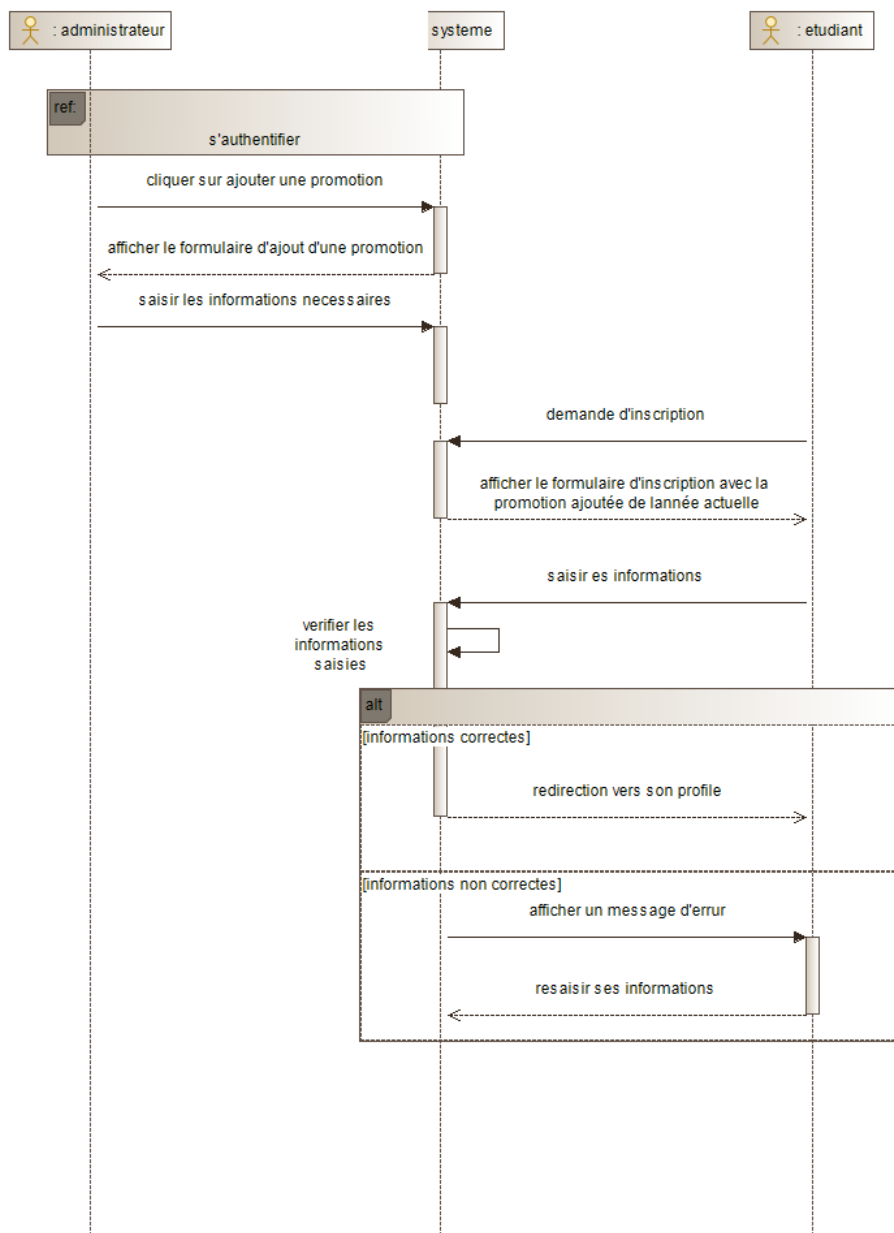 : administrateur
systeme
: etudiant
ref:
s'authentifier
cliquer sur ajouter une promotion
afficher le formulaire d'ajout d'une promotion
saisir les informations necessaires
demande d'inscription
afficher le formulaire d'inscription avec la
promotion ajoutée de lannée actuelle
saisir es informations
verifier les
informations
saisies
alt
[informations correctes]
redirection vers son profile
[informations non correctes]
afficher un message d'errur
resaisir ses informations